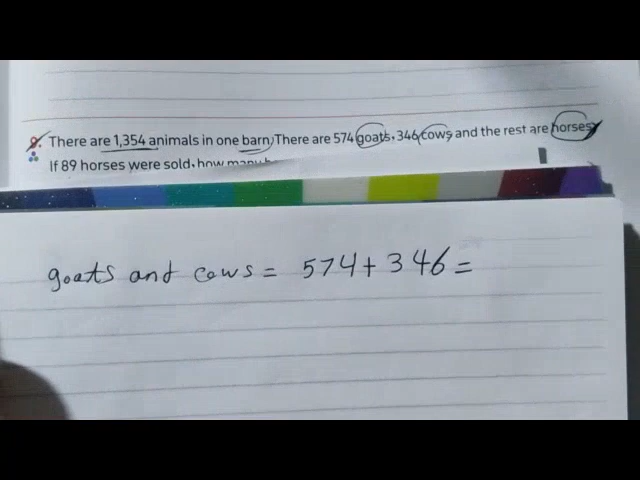 9. There are 1,354 animals in one barn, There are 574 goats, 346 cows and the rest are horses,
If 89 horses were sold, how many
goats and cows = 574 + 346 =